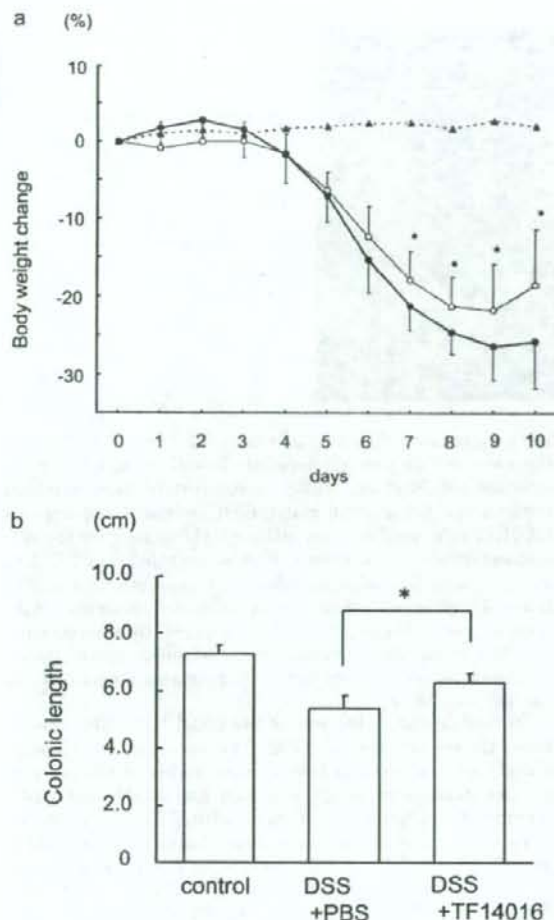 a (%)
10
0
-10
-20
-30
Body weight change
* * * *
0 1 2 3 4 5 6 7 8 9 10
days
b (cm)
10.0
8.0
6.0
4.0
2.0
0
Colonic length
*
control DSS DSS
+PBS +TF14016